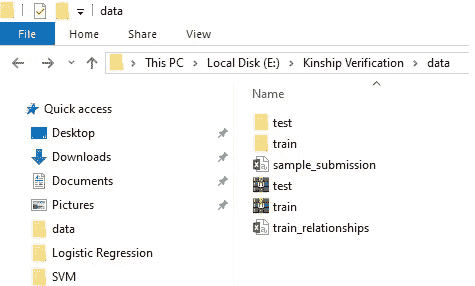 data
File
Home
Share
View
This PC > Local Disk (E:) > Kinship Verification > data
Name
Quick access
Desktop
Downloads
Documents
Pictures
data
Logistic Regression
SVM
test
train
sample_submission
test
train
train_relationships